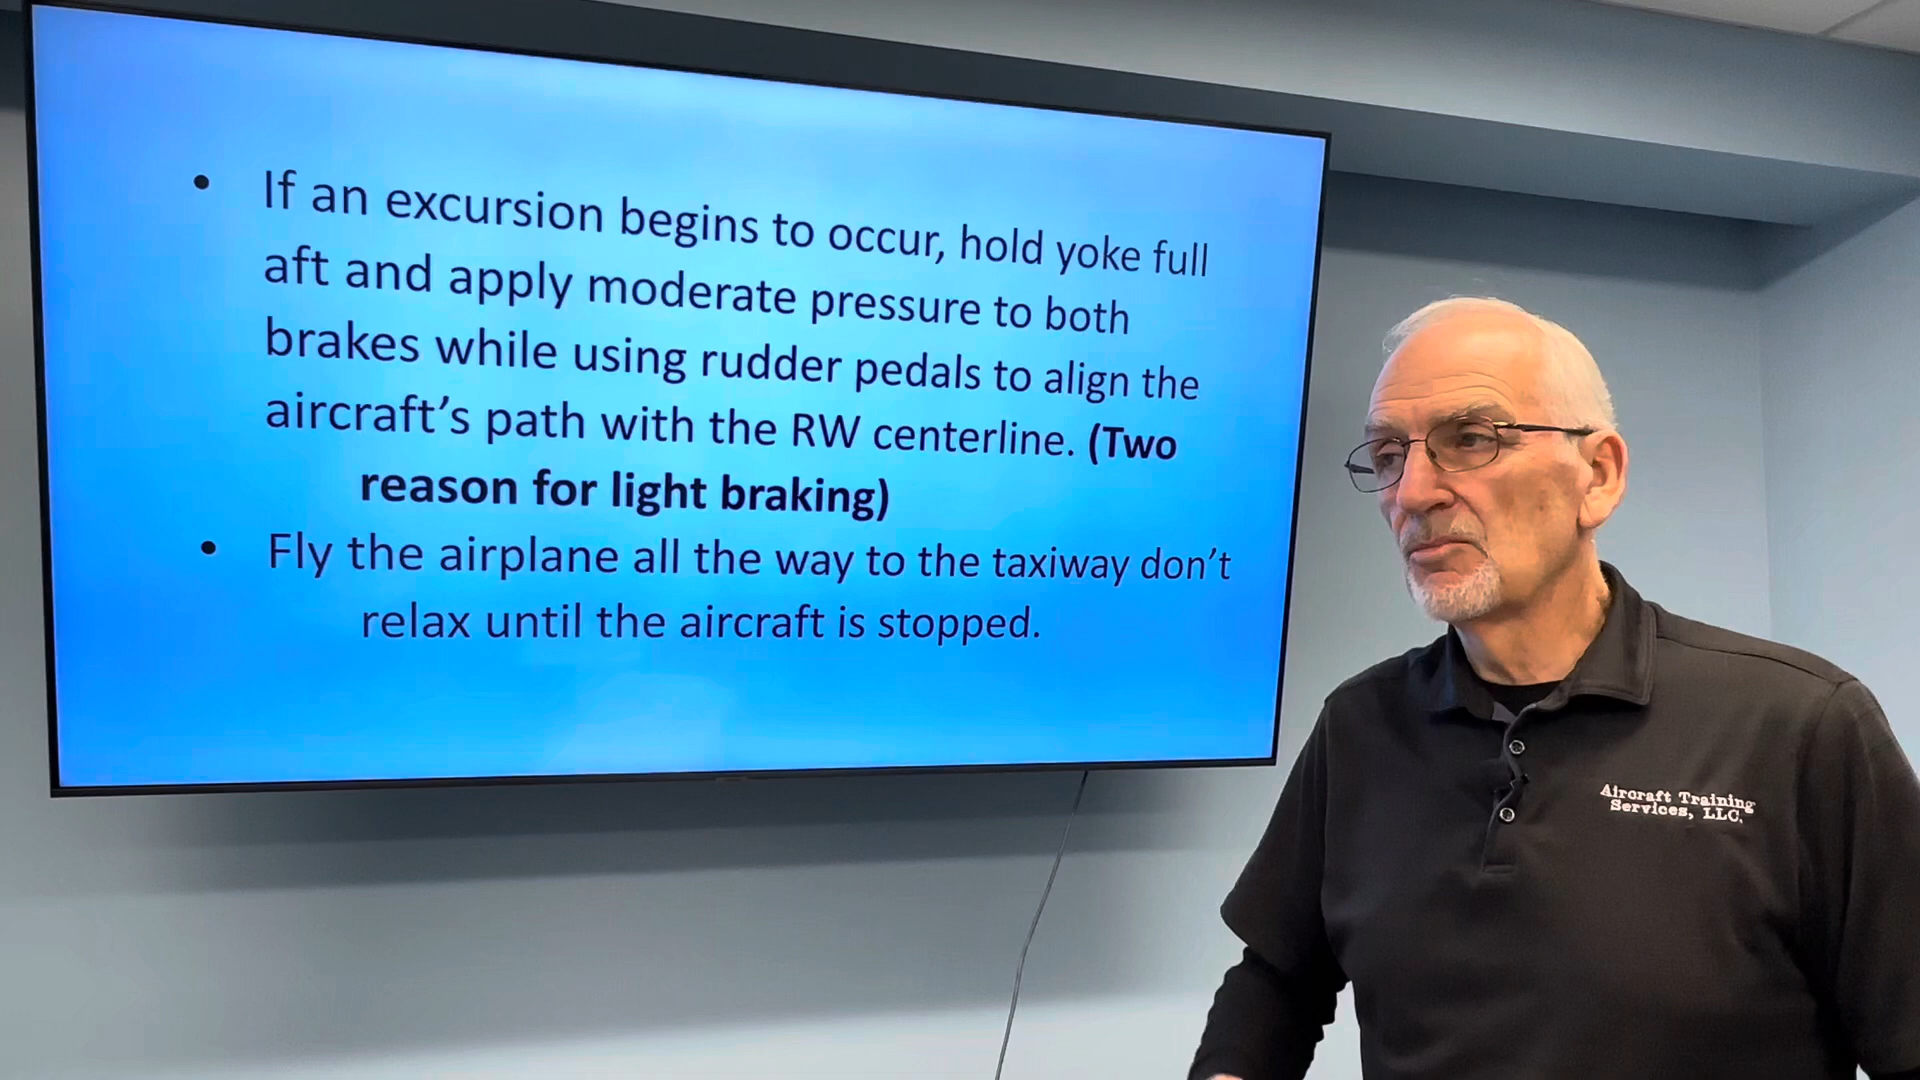 • If an excursion begins to occur, hold yoke full
aft and apply moderate pressure to both
brakes while using rudder pedals to align the
aircraft’s path with the RW centerline. (Two
reason for light braking)
• Fly the airplane all the way to the taxiway don’t
relax until the aircraft is stopped.
Aircraft Training
Services, LLC.